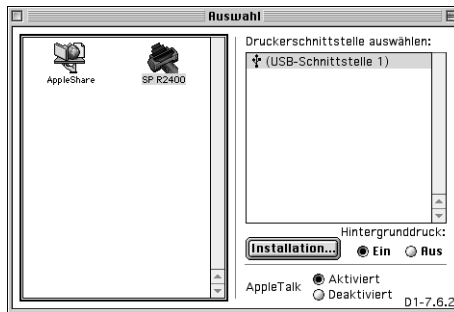 Auswahl
AppleShare
SP R2400
Druckerschnittstelle auswählen:
(USB-Schnittstelle 1)
Hintergrunddruck:
Installation...
Ein
Aus
AppleTalk
Aktiviert
Deaktiviert
D1-7.6.2